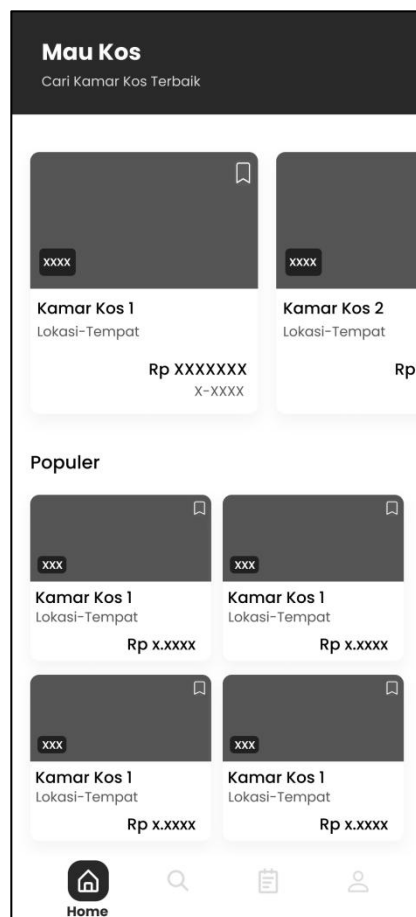 Mau Kos
Cari Kamar Kos Terbaik
xxxx
Kamar Kos 1
Lokasi-Tempat
Rp XXXXXXX
X-XXXX
xxxx
Kamar Kos 2
Lokasi-Tempat
Rp
Populer
xxx
Kamar Kos 1
Lokasi-Tempat
Rp x.xxxx
xxx
Kamar Kos 1
Lokasi-Tempat
Rp x.xxxx
xxx
Kamar Kos 1
Lokasi-Tempat
Rp x.xxxx
xxx
Kamar Kos 1
Lokasi-Tempat
Rp x.xxxx
Home